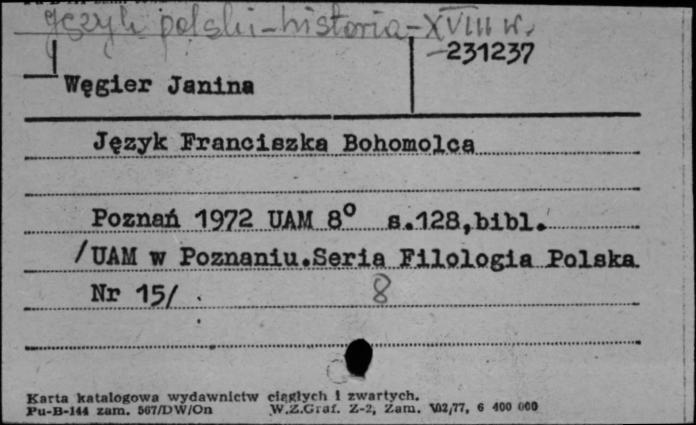 Język polski-historia-XVIII w.
231237
Węgier Janina
Język Franciszka Bohomolca
Poznań 1972 UAM 8° s.128,bibl.
/UAM w Poznaniu.Seria Filologia Polska
Nr 15/ 8
Karta katalogowa wydawnictw ciągłych i zwartych.
Pu-B-144 zam. 567/DW/On W.Z.Graf. Z-2, Zam. 102/77, 6 400 000